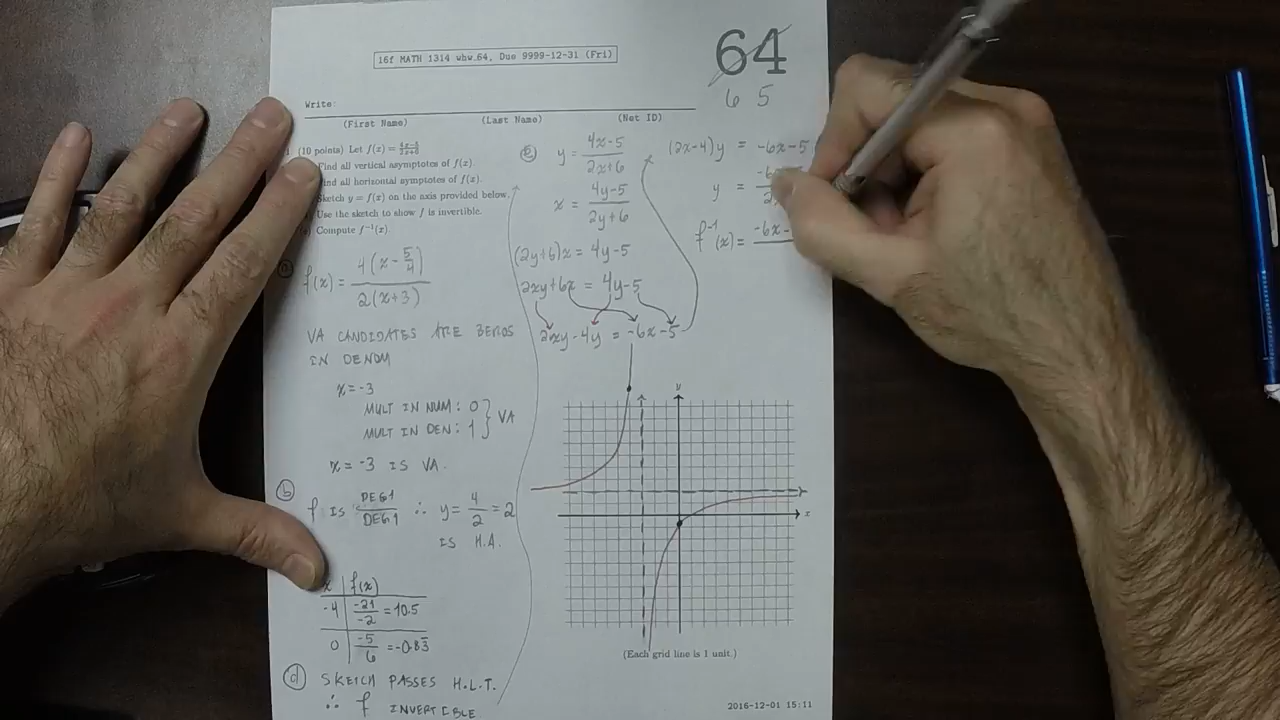 16f MATH 1314 whw.64, Due 9999-12-31 (Fri)
64
65
Write:
(First Name) (Last Name) (Net ID)
(10 points) Let f(x) = 4x-5/2x+6
Find all vertical asymptotes of f(x).
Find all horizontal asymptotes of f(x).
Sketch y = f(x) on the axis provided below.
Use the sketch to show f is invertible.
Compute f⁻¹(x).
ⓐ
f(x) = 4(x - 5/4) / 2(x+3)
VA CANDIDATES ARE ZEROS
IN DENOM
x = -3
MULT IN NUM: 0
MULT IN DEN: 1 } VA
x = -3 IS VA.
ⓑ
f IS DEG1/DEG1 ∴ y = 4/2 = 2
IS H.A.
x f(x)
-4 -21/-2 = 10.5
0 -5/6 = -0.83̅
ⓓ SKETCH PASSES H.L.T.
∴ f INVERTIBLE
ⓔ y = 4x-5 / 2x+6
x = 4y-5 / 2y+6
(2y+6)x = 4y-5
2xy+6x = 4y-5
2xy-4y = -6x-5
(2x-4)y = -6x-5
y =
f⁻¹(x) = -6x-
y
x
(Each grid line is 1 unit.)
2016-12-01 15:11